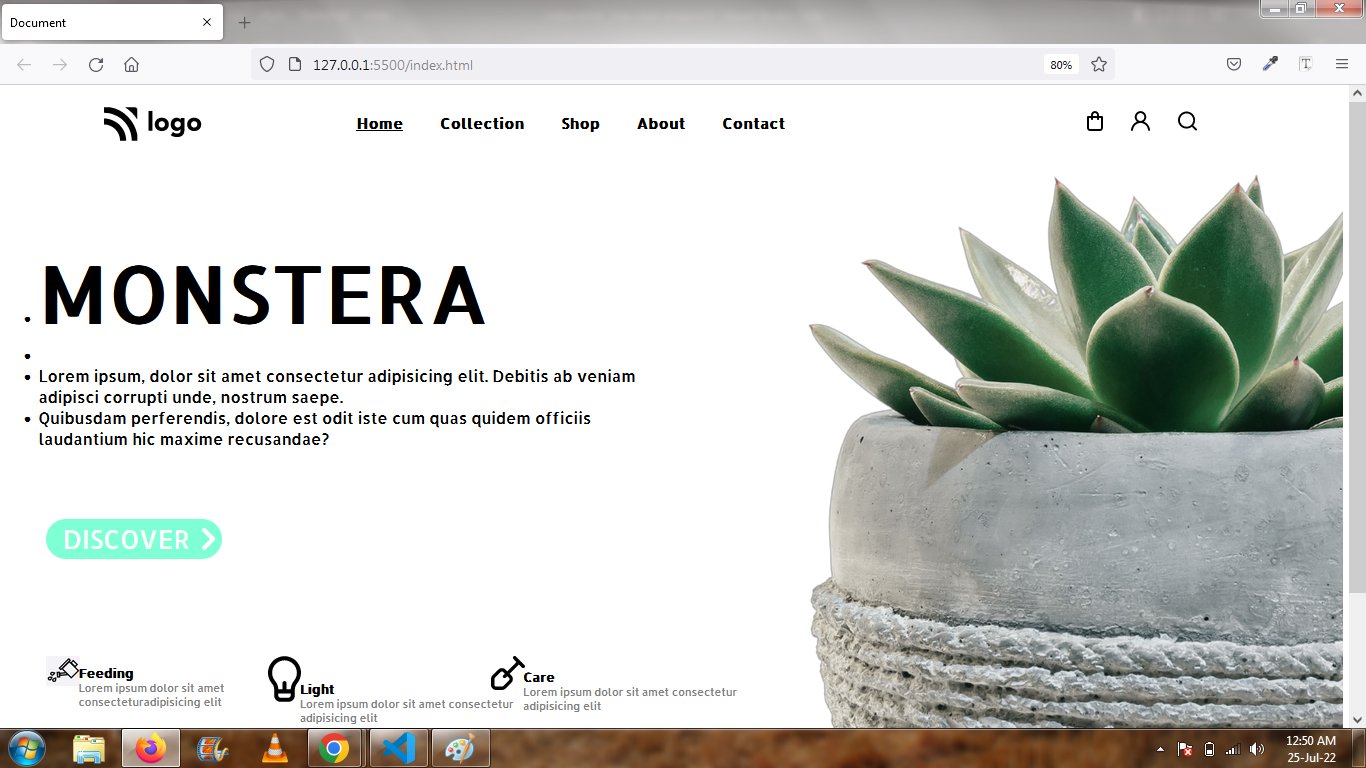 Document
127.0.0.1:5500/index.html
80%
logo
Home Collection Shop About Contact
MONSTERA
Lorem ipsum, dolor sit amet consectetur adipisicing elit. Debitis ab veniam
adipisci corrupti unde, nostrum saepe.
Quibusdam perferendis, dolore est odit iste cum quas quidem officiis
laudantium hic maxime recusandae?
DISCOVER
Feeding
Lorem ipsum dolor sit amet
consecteturadipisicing elit
Light
Lorem ipsum dolor sit amet consectetur
adipisicing elit
Care
Lorem ipsum dolor sit amet consectetur
adipisicing elit
12:50 AM
25-Jul-22